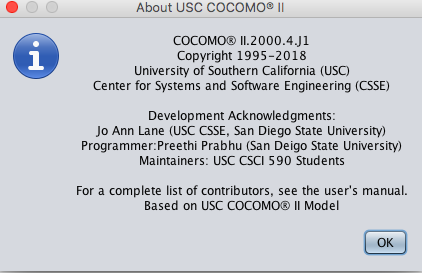 About USC COCOMO® II
COCOMO® II.2000.4.J1
Copyright 1995-2018
University of Southern California (USC)
Center for Systems and Software Engineering (CSSE)
Development Acknowledgments:
Jo Ann Lane (USC CSSE, San Diego State University)
Programmer:Preethi Prabhu (San Deigo State University)
Maintainers: USC CSCI 590 Students
For a complete list of contributors, see the user's manual.
Based on USC COCOMO® II Model
OK